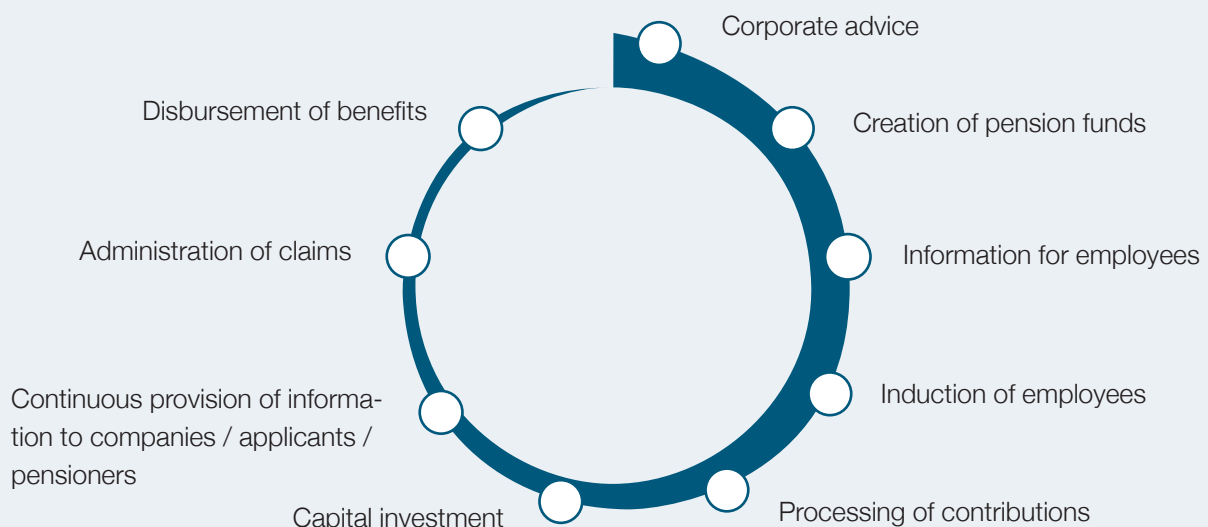 Corporate advice
Creation of pension funds
Information for employees
Induction of employees
Processing of contributions
Capital investment
Continuous provision of informa-
tion to companies / applicants /
pensioners
Administration of claims
Disbursement of benefits